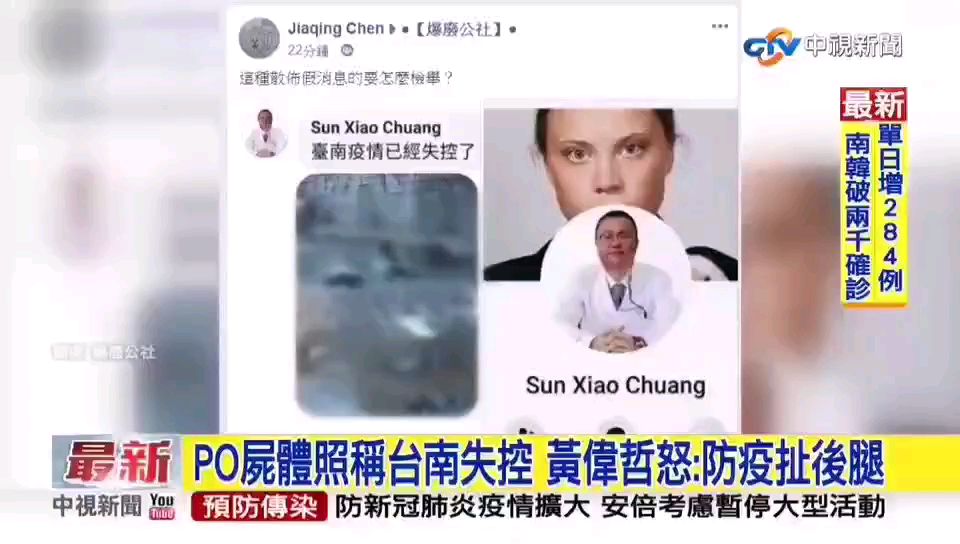 Jiaqing Chen ▸ •【爆廢公社】•
22分鐘
這種散佈假消息的要怎麼檢舉？
Sun Xiao Chuang
臺南疫情已經失控了
Sun Xiao Chuang
CTV 中視新聞
最新
單日增284例
南韓破兩千確診
爆廢公社
最新
PO屍體照稱台南失控 黃偉哲怒:防疫扯後腿
中視新聞 YouTube
預防傳染 防新冠肺炎疫情擴大 安倍考慮暫停大型活動